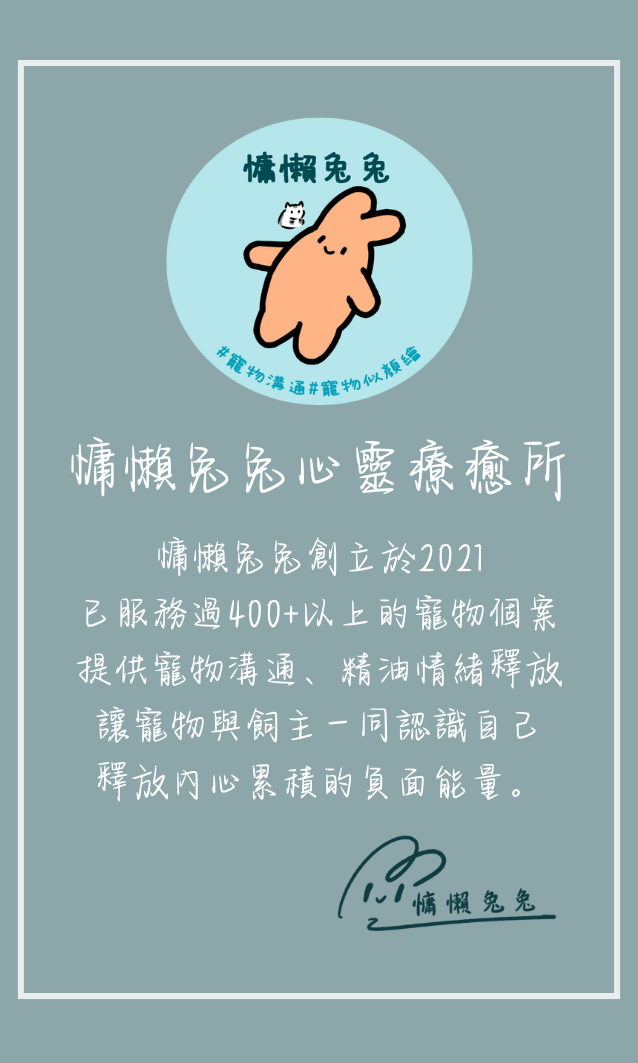 慵懶兔兔
#寵物溝通#寵物似顏繪
慵懶兔兔心靈療癒所
慵懶兔兔創立於2021
已服務過400+以上的寵物個案
提供寵物溝通、精油情緒釋放
讓寵物與飼主一同認識自己
釋放內心累積的負面能量。
慵懶兔兔